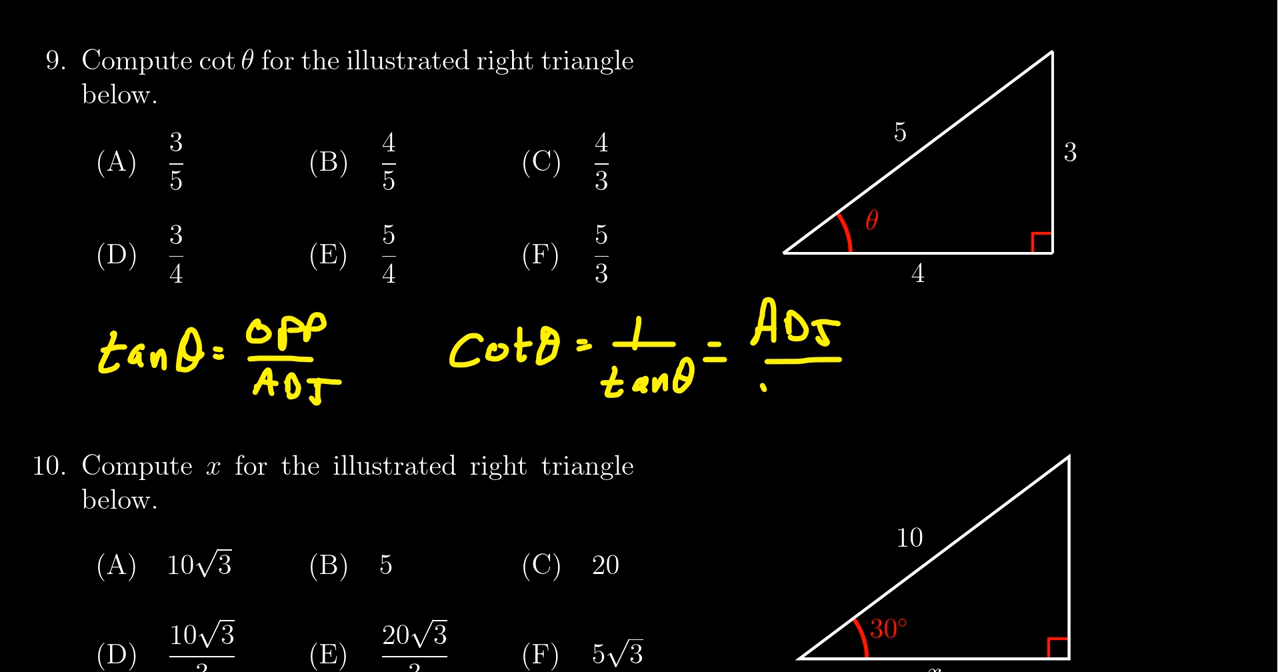 9. Compute cot θ for the illustrated right triangle
below.
(A) 3/5 (B) 4/5 (C) 4/3
(D) 3/4 (E) 5/4 (F) 5/3
5
3
θ
4
tanθ = OPP/ADJ cotθ = 1/tanθ = ADJ/
10. Compute x for the illustrated right triangle
below.
(A) 10√3 (B) 5 (C) 20
(D) 10√3/3 (E) 20√3/3 (F) 5√3
10
30°
x